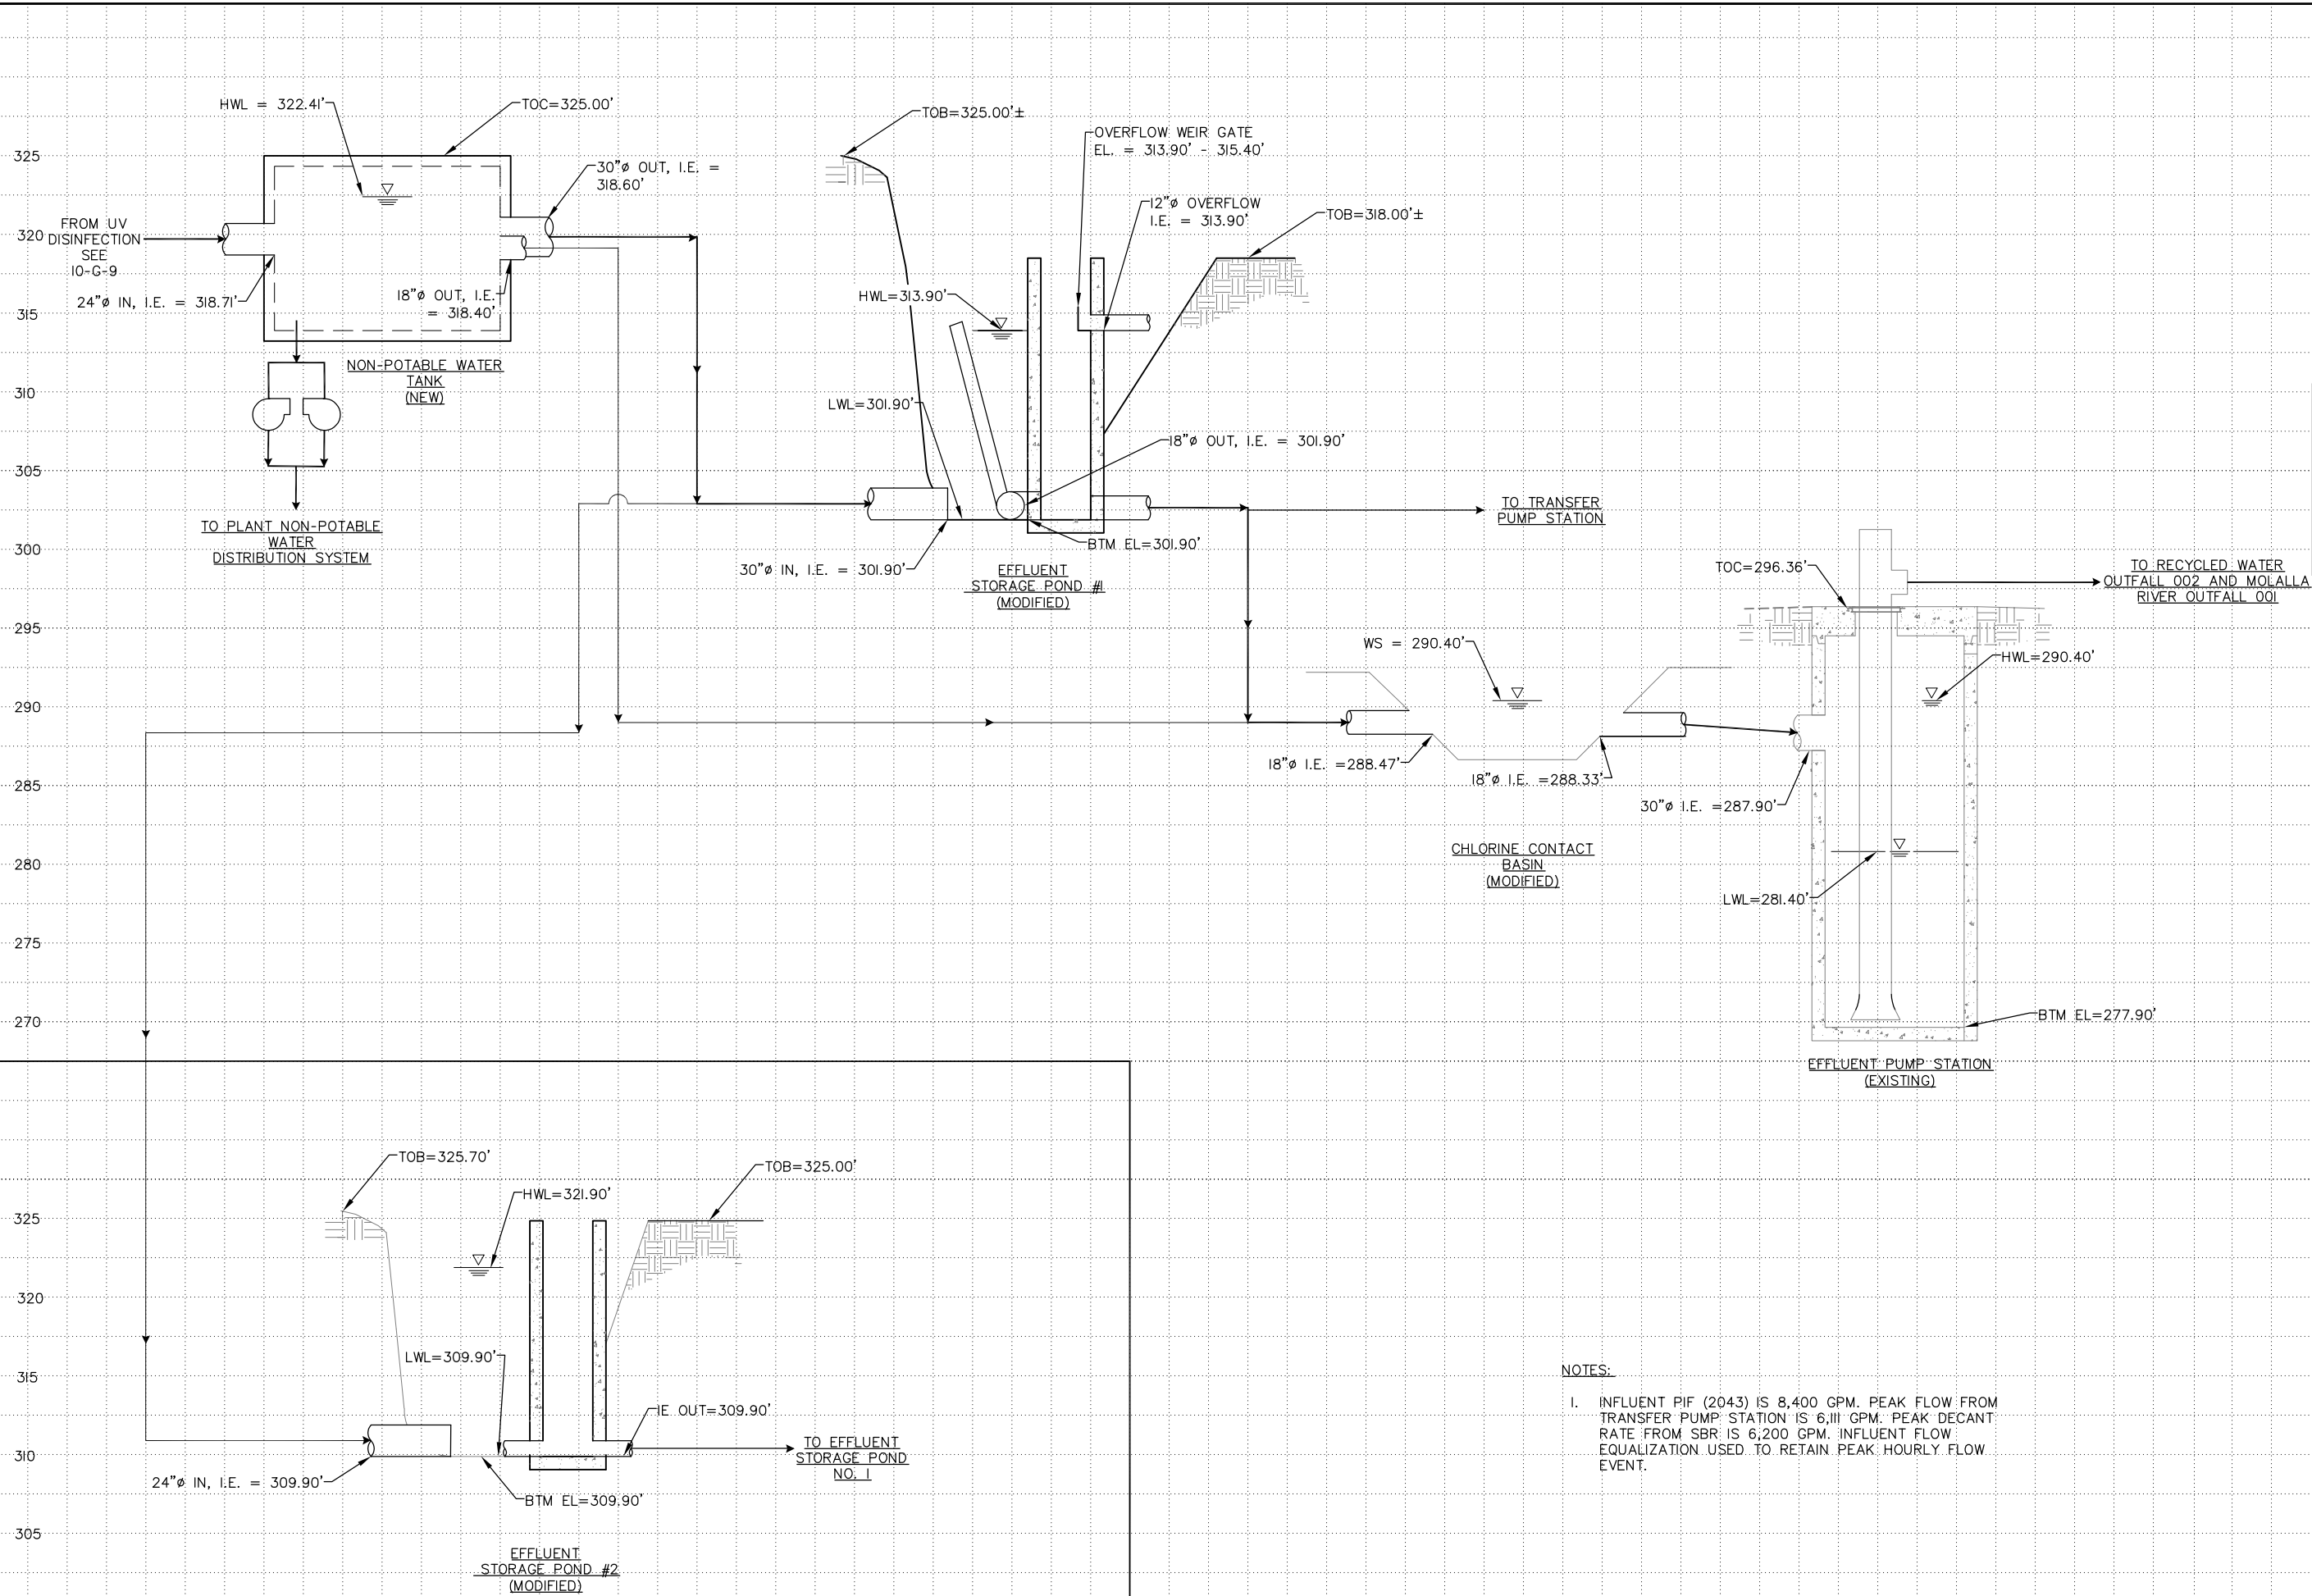 HWL = 322.41'
TOC=325.00'
30"ø OUT, I.E. =
318.60'
FROM UV
DISINFECTION
SEE
10-G-9
24"ø IN, I.E. = 318.71'
18"ø OUT, I.E.
= 318.40'
NON-POTABLE WATER
TANK
(NEW)
TO PLANT NON-POTABLE
WATER
DISTRIBUTION SYSTEM
325
320
315
310
305
300
295
290
285
280
275
270
TOB=325.00'±
OVERFLOW WEIR GATE
EL. = 313.90' - 315.40'
12"ø OVERFLOW
I.E. = 313.90'
TOB=318.00'±
HWL=313.90'
LWL=301.90'
18"ø OUT, I.E. = 301.90'
BTM EL=301.90'
30"ø IN, I.E. = 301.90'
EFFLUENT
STORAGE POND #1
(MODIFIED)
TO TRANSFER
PUMP STATION
WS = 290.40'
18"ø I.E. =288.47'
18"ø I.E. =288.33'
CHLORINE CONTACT
BASIN
(MODIFIED)
TOC=296.36'
TO RECYCLED WATER
OUTFALL 002 AND MOLALLA
RIVER OUTFALL 001
HWL=290.40'
30"ø I.E. =287.90'
LWL=281.40'
BTM EL=277.90'
EFFLUENT PUMP STATION
(EXISTING)
325
320
315
310
305
TOB=325.70'
HWL=321.90'
TOB=325.00'
LWL=309.90'
IE OUT=309.90'
TO EFFLUENT
STORAGE POND
NO. 1
24"ø IN, I.E. = 309.90'
BTM EL=309.90'
EFFLUENT
STORAGE POND #2
(MODIFIED)
NOTES:
1. INFLUENT PIF (2043) IS 8,400 GPM. PEAK FLOW FROM
TRANSFER PUMP STATION IS 6,111 GPM. PEAK DECANT
RATE FROM SBR IS 6,200 GPM. INFLUENT FLOW
EQUALIZATION USED TO RETAIN PEAK HOURLY FLOW
EVENT.